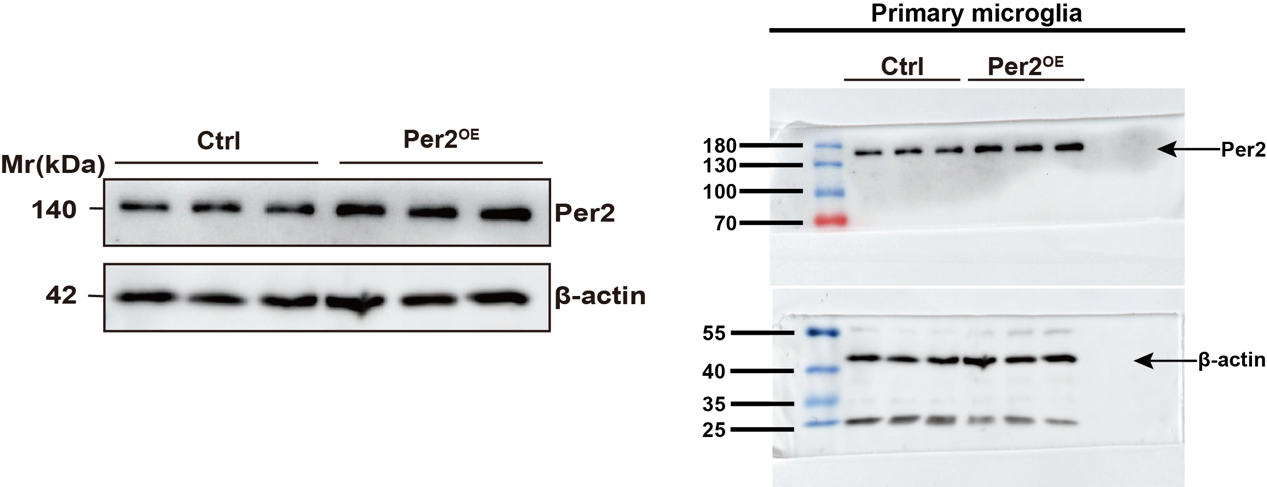 Ctrl
Per2OE
Mr(kDa)
140
Per2
42
β-actin
Primary microglia
Ctrl
Per2OE
180
130
100
70
Per2
55
40
35
25
β-actin